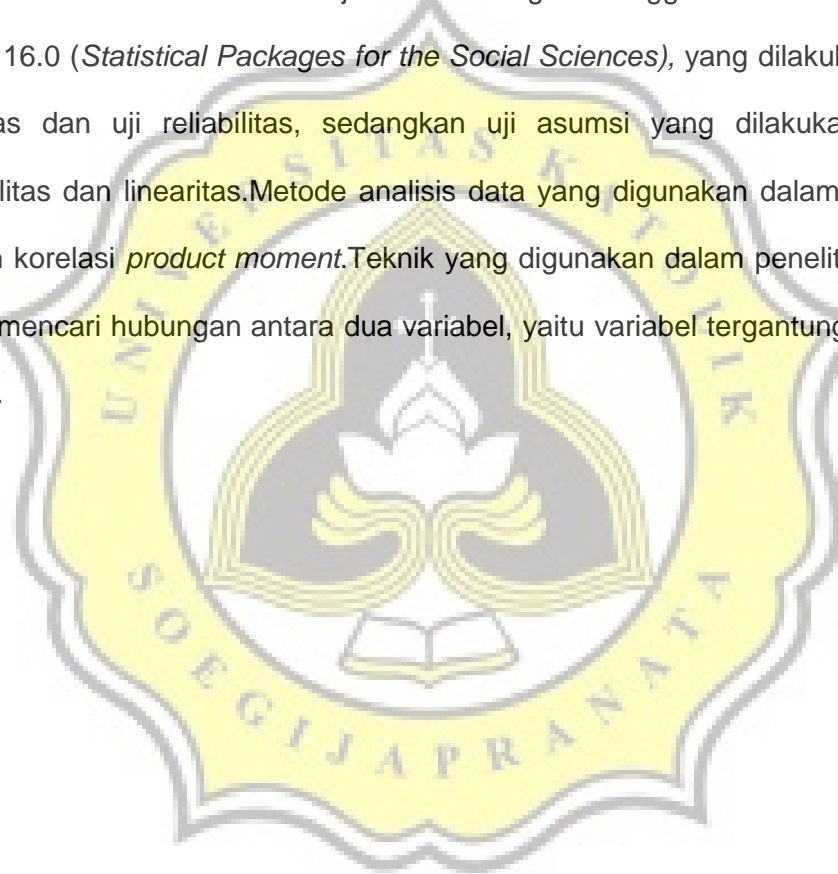 16.0 (Statistical Packages for the Social Sciences), yang dilakul
as dan uji reliabilitas, sedangkan uji asumsi yang dilakuka
litas dan linearitas.Metode analisis data yang digunakan dalam
korelasi product moment.Teknik yang digunakan dalam penelit
mencari hubungan antara dua variabel, yaitu variabel tergantung
UNIVERSITAS KATOLIK
SOEGIJAPRANATA